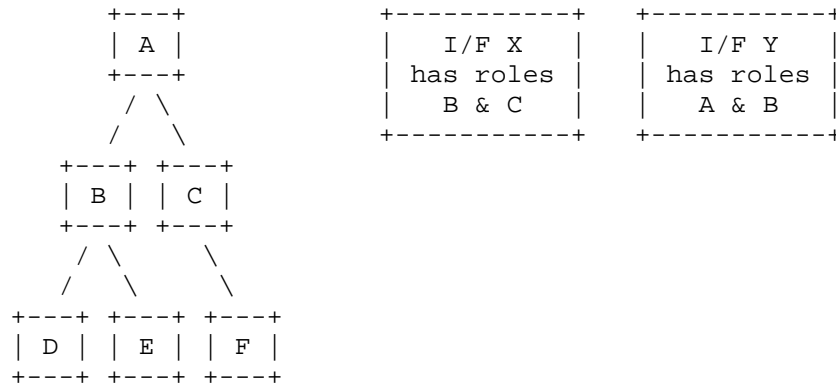 A
I/F X
I/F Y
has roles
has roles
B & C
A & B
B
C
D
E
F